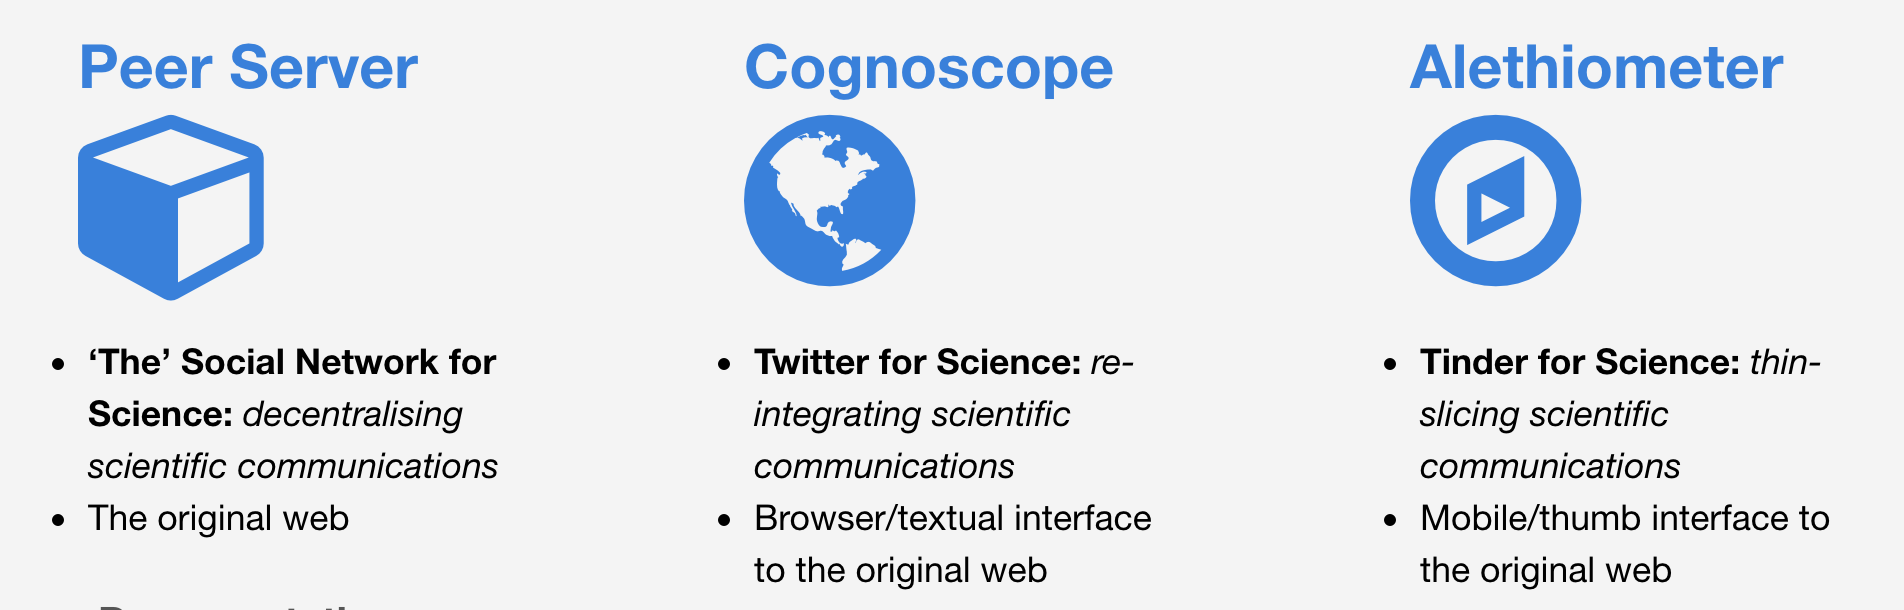 Peer Server
‘The’ Social Network for
Science: decentralising
scientific communications
The original web
Cognoscope
Twitter for Science: re-
integrating scientific
communications
Browser/textual interface
to the original web
Alethiometer
Tinder for Science: thin-
slicing scientific
communications
Mobile/thumb interface to
the original web